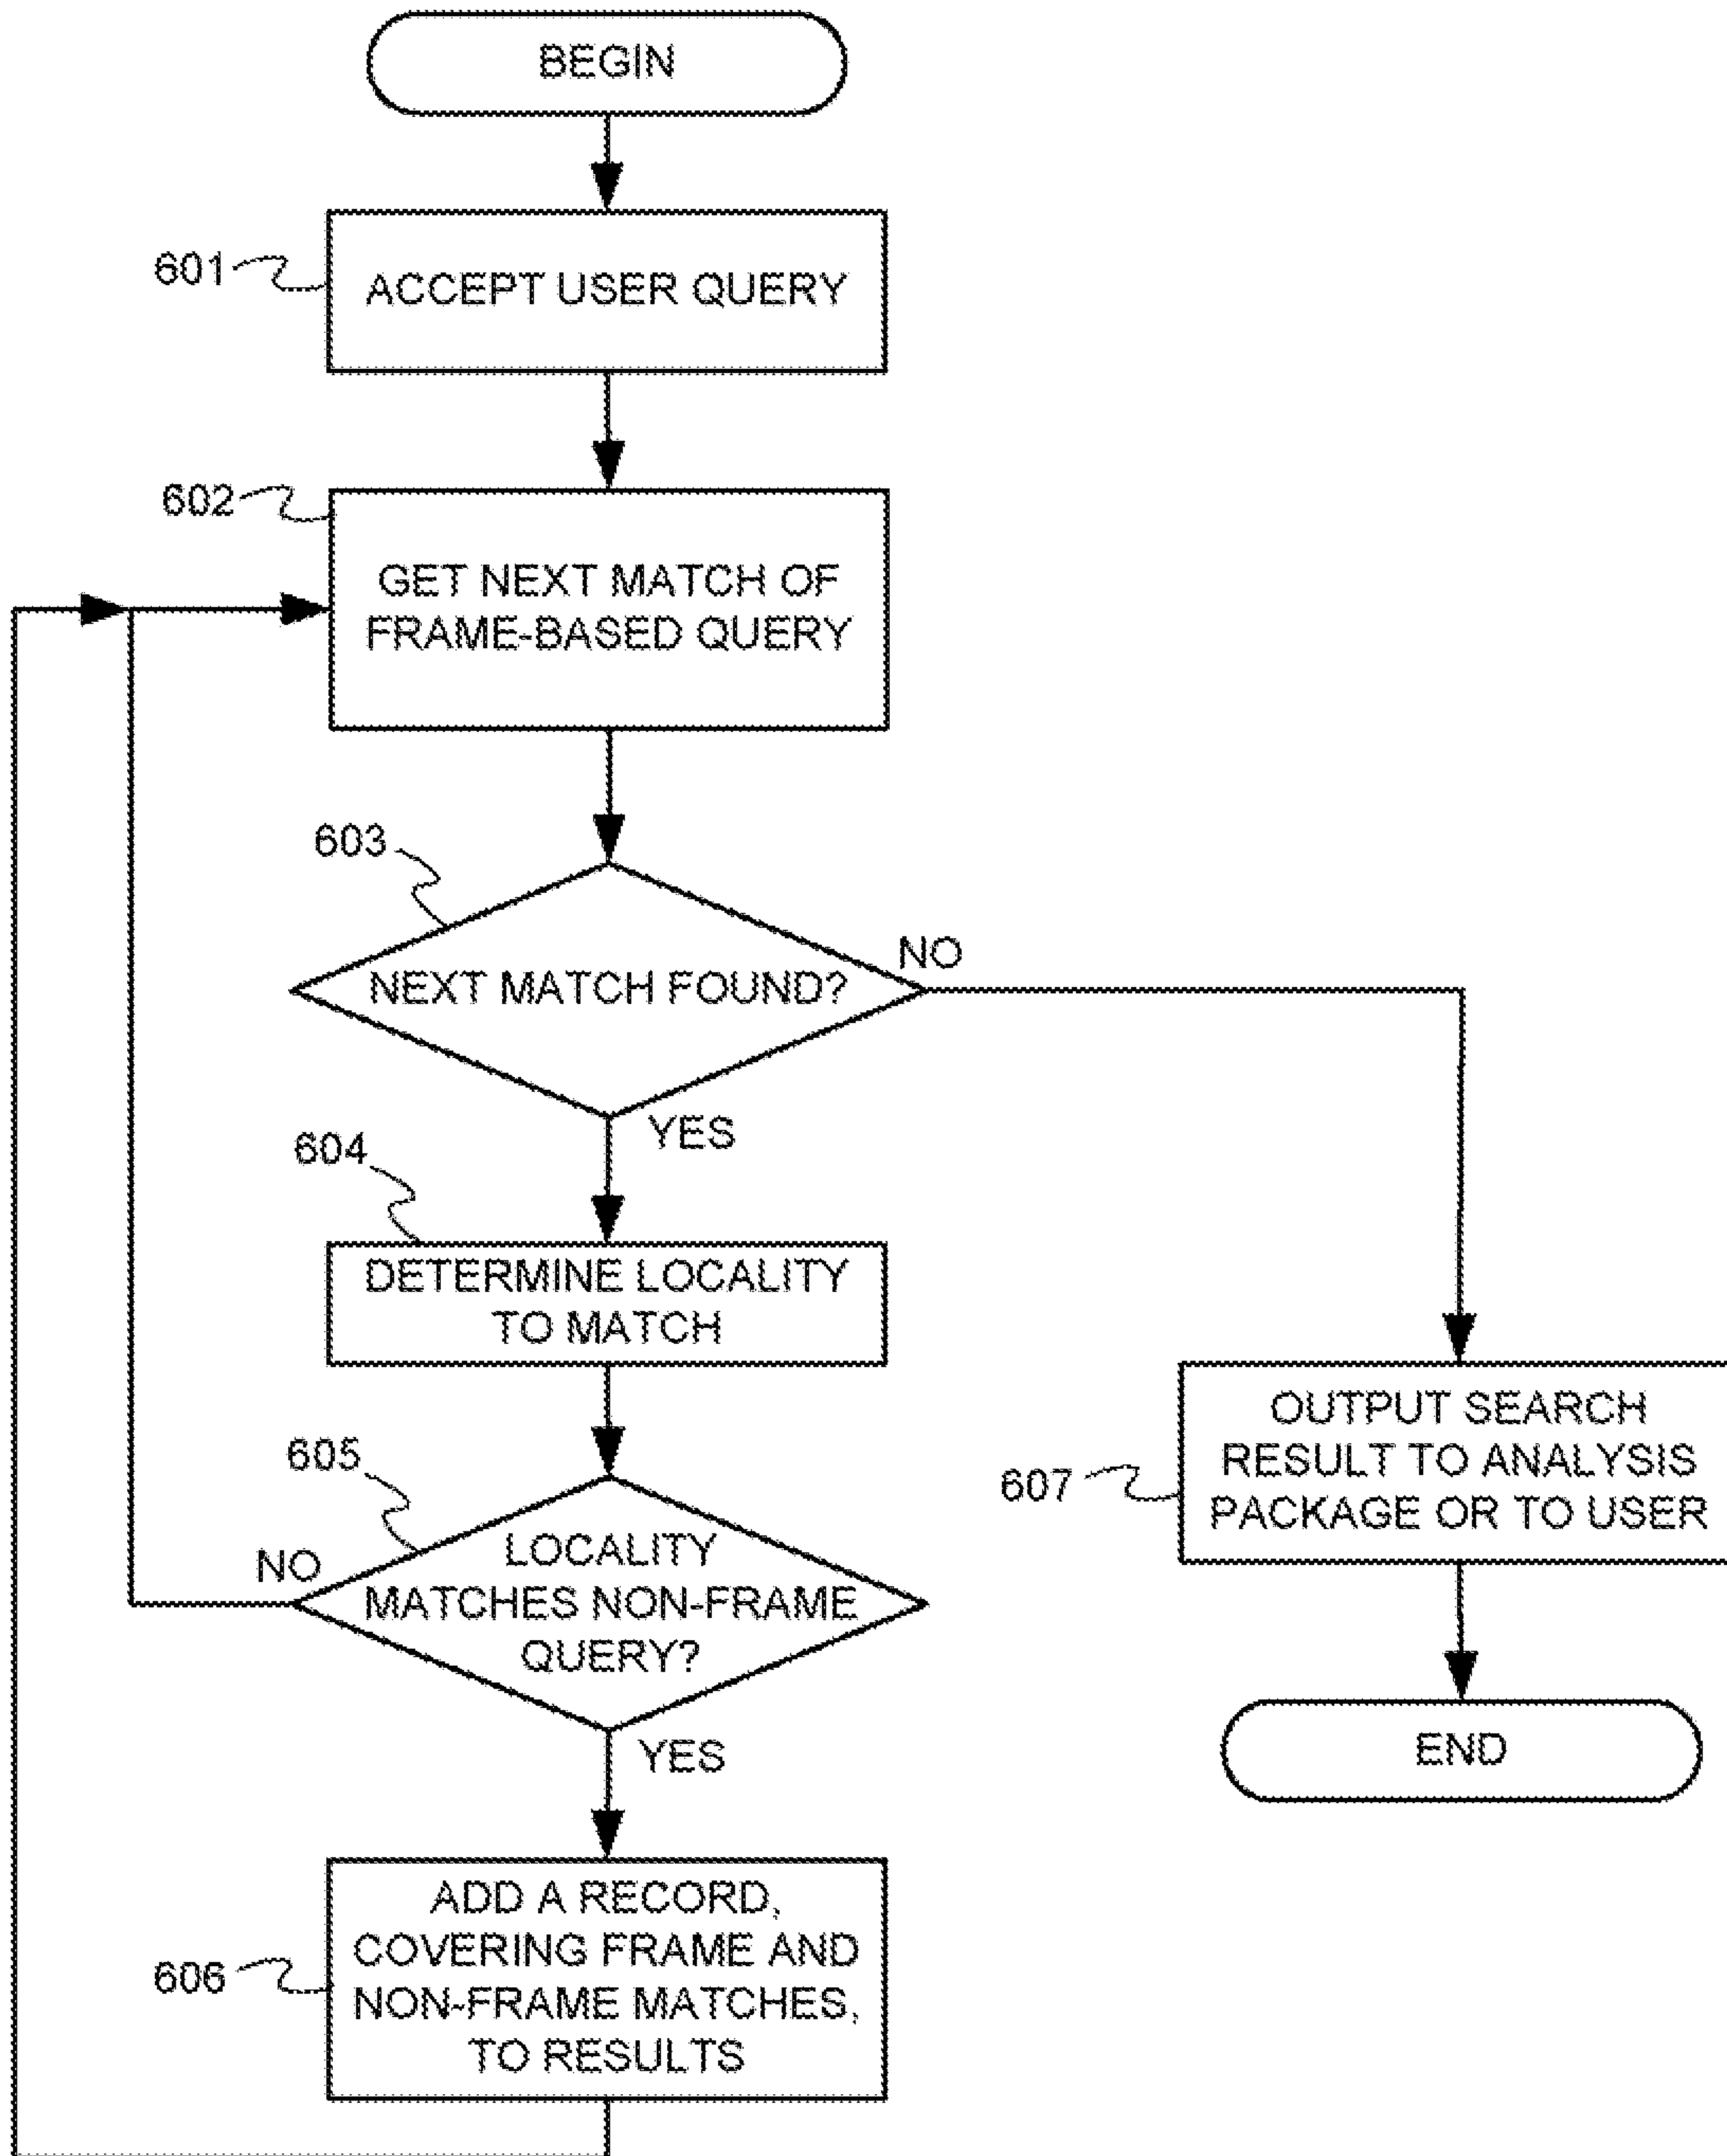 BEGIN
601
ACCEPT USER QUERY
602
GET NEXT MATCH OF
FRAME-BASED QUERY
603
NEXT MATCH FOUND?
NO
YES
604
DETERMINE LOCALITY
TO MATCH
605
NO
LOCALITY
MATCHES NON-FRAME
QUERY?
YES
606
ADD A RECORD,
COVERING FRAME AND
NON-FRAME MATCHES,
TO RESULTS
607
OUTPUT SEARCH
RESULT TO ANALYSIS
PACKAGE OR TO USER
END